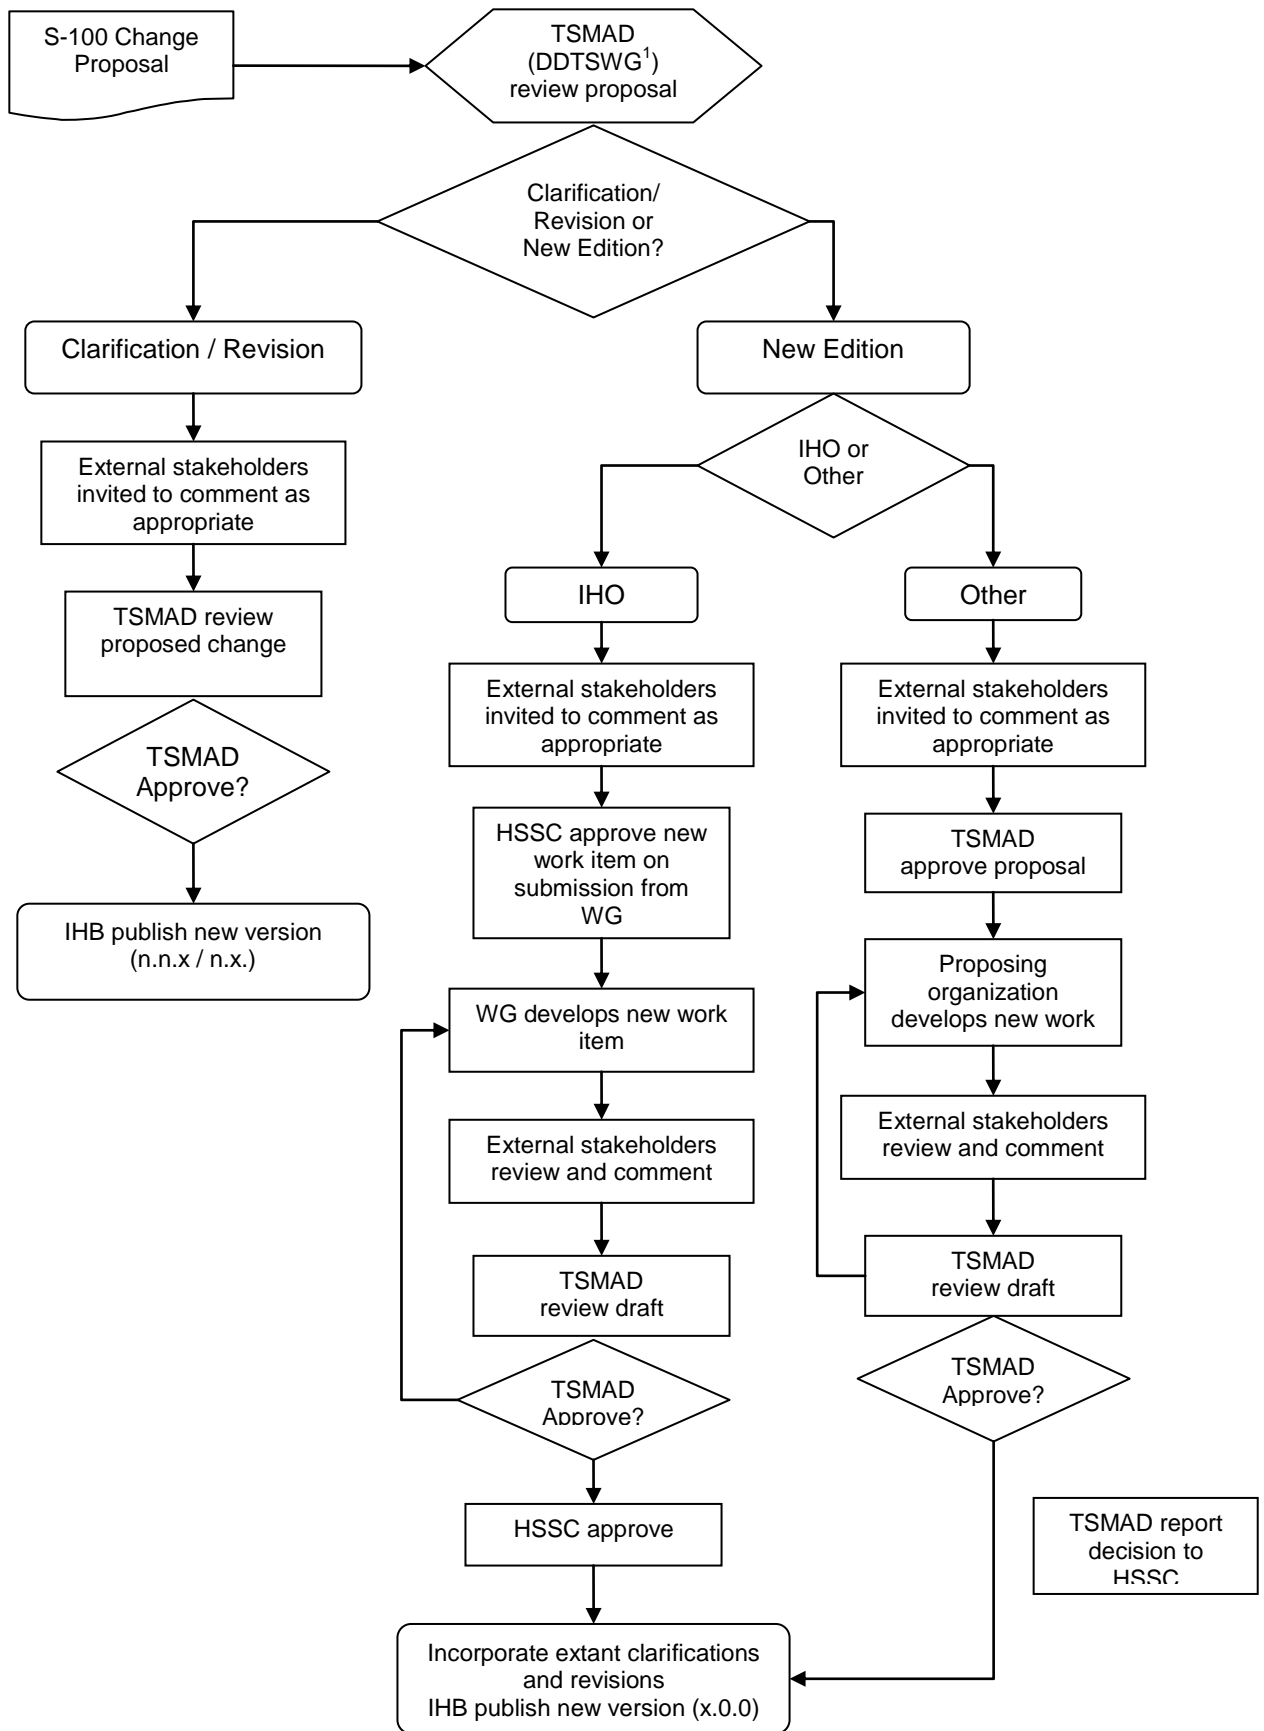 S-100 Change
Proposal
TSMAD
(DDTSWG¹)
review proposal
Clarification/
Revision or
New Edition?
Clarification / Revision
New Edition
External stakeholders
invited to comment as
appropriate
IHO or
Other
TSMAD review
proposed change
IHO
Other
TSMAD
Approve?
External stakeholders
invited to comment as
appropriate
External stakeholders
invited to comment as
appropriate
IHB publish new version
(n.n.x / n.x.)
HSSC approve new
work item on
submission from
WG
TSMAD
approve proposal
WG develops new work
item
Proposing
organization
develops new work
External stakeholders
review and comment
External stakeholders
review and comment
TSMAD
review draft
TSMAD
review draft
TSMAD
Approve?
TSMAD
Approve?
HSSC approve
TSMAD report
decision to
HSSC
Incorporate extant clarifications
and revisions
IHB publish new version (x.0.0)